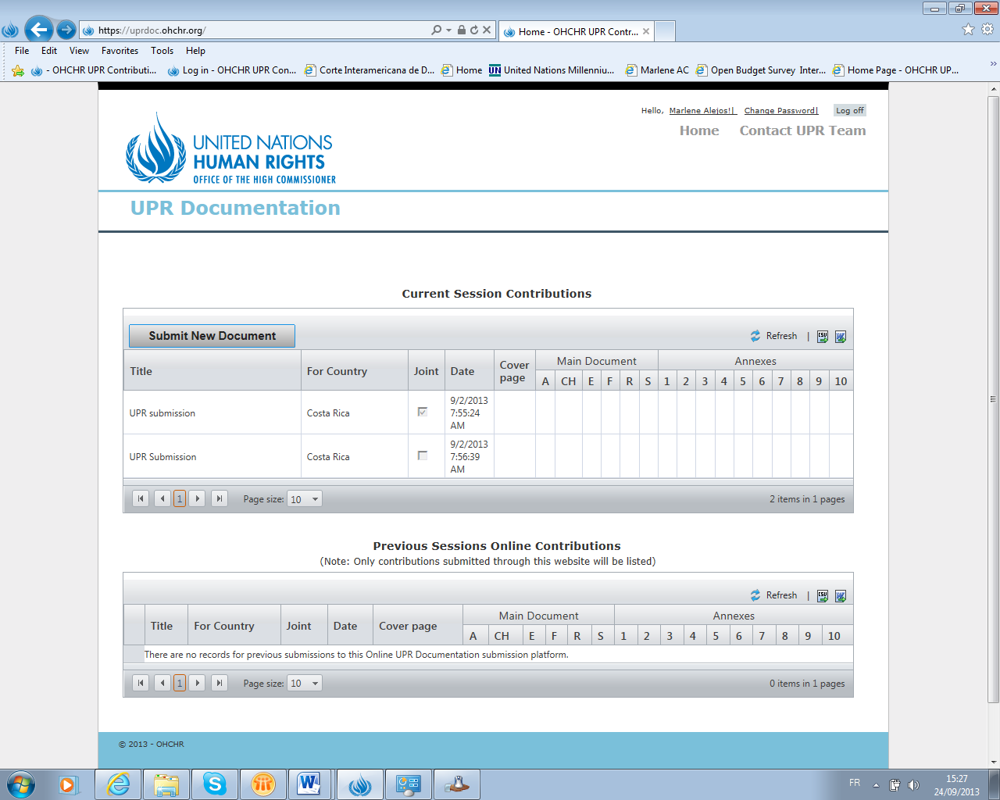 https://uprdoc.ohchr.org/
Home - OHCHR UPR Contr...
File Edit View Favorites Tools Help
- OHCHR UPR Contributi... Log in - OHCHR UPR Con... Corte Interamericana de D... Home UN United Nations Millenniu... Marlene AC Open Budget Survey Inter... Home Page - OHCHR UP... »
Hello, Marlene Alejos!| Change Password| Log off
Home Contact UPR Team
UNITED NATIONS
HUMAN RIGHTS
OFFICE OF THE HIGH COMMISSIONER
UPR Documentation
Current Session Contributions
Submit New Document Refresh | CSV W
Title For Country Joint Date Cover page Main Document Annexes
A CH E F R S 1 2 3 4 5 6 7 8 9 10
UPR submission Costa Rica 9/2/2013 7:55:24 AM
UPR Submission Costa Rica 9/2/2013 7:56:39 AM
1 Page size: 10 2 items in 1 pages
Previous Sessions Online Contributions
(Note: Only contributions submitted through this website will be listed)
Refresh | CSV W
Title For Country Joint Date Cover page Main Document Annexes
A CH E F R S 1 2 3 4 5 6 7 8 9 10
There are no records for previous submissions to this Online UPR Documentation submission platform.
1 Page size: 10 0 items in 1 pages
© 2013 - OHCHR
FR 15:27
24/09/2013